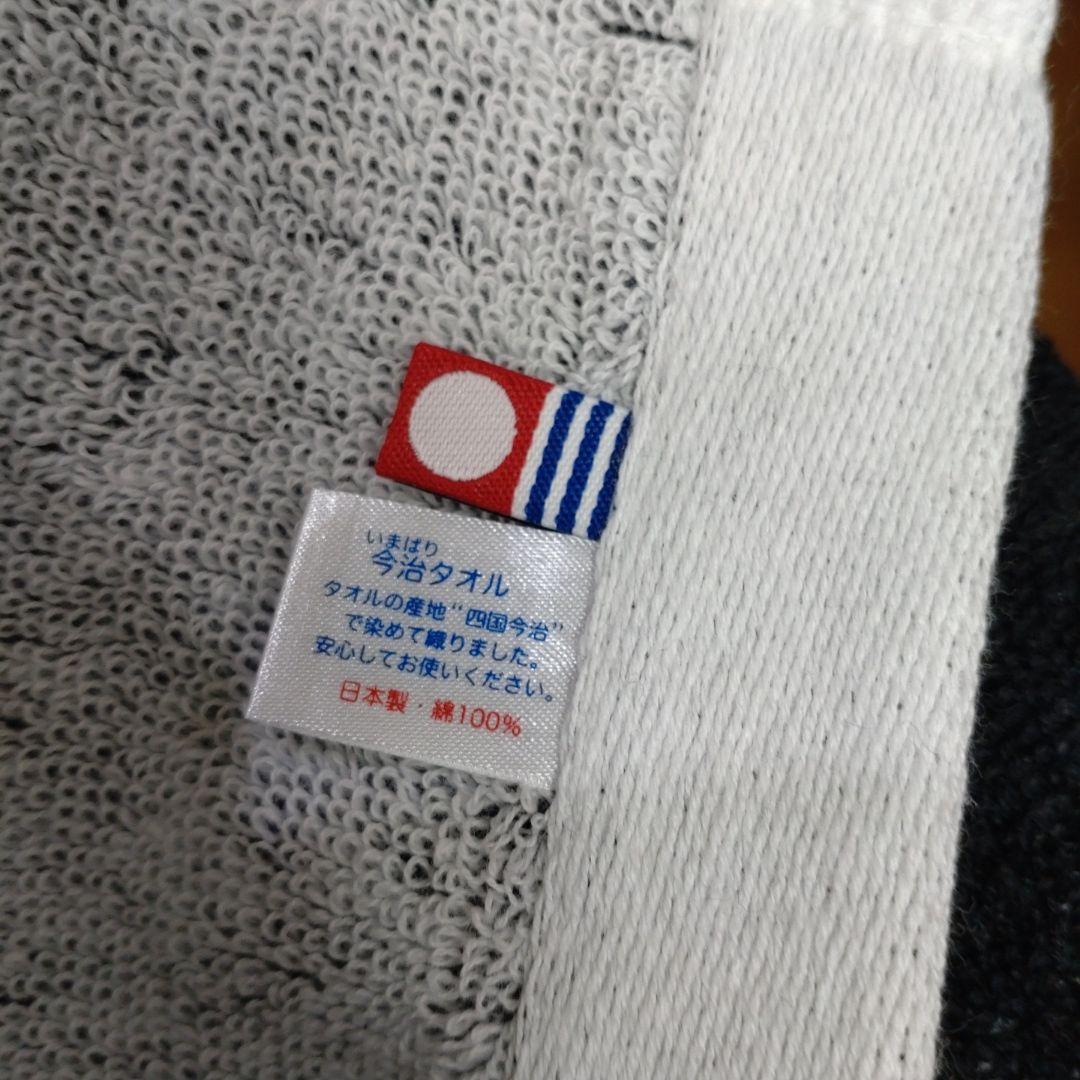 いまばり
今治タオル
タオルの産地“四国今治”
で染めて織りました。
安心してお使いください。
日本製・綿100%